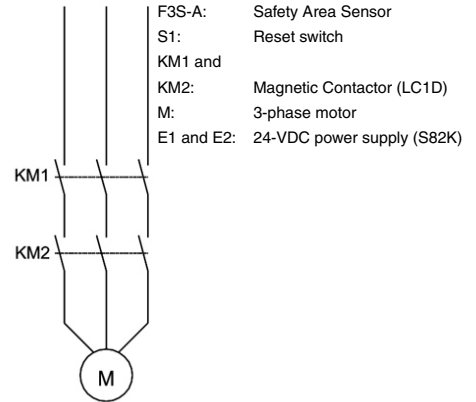 F3S-A: Safety Area Sensor
S1: Reset switch
KM1 and
KM2: Magnetic Contactor (LC1D)
M: 3-phase motor
E1 and E2: 24-VDC power supply (S82K)
KM1
KM2
M